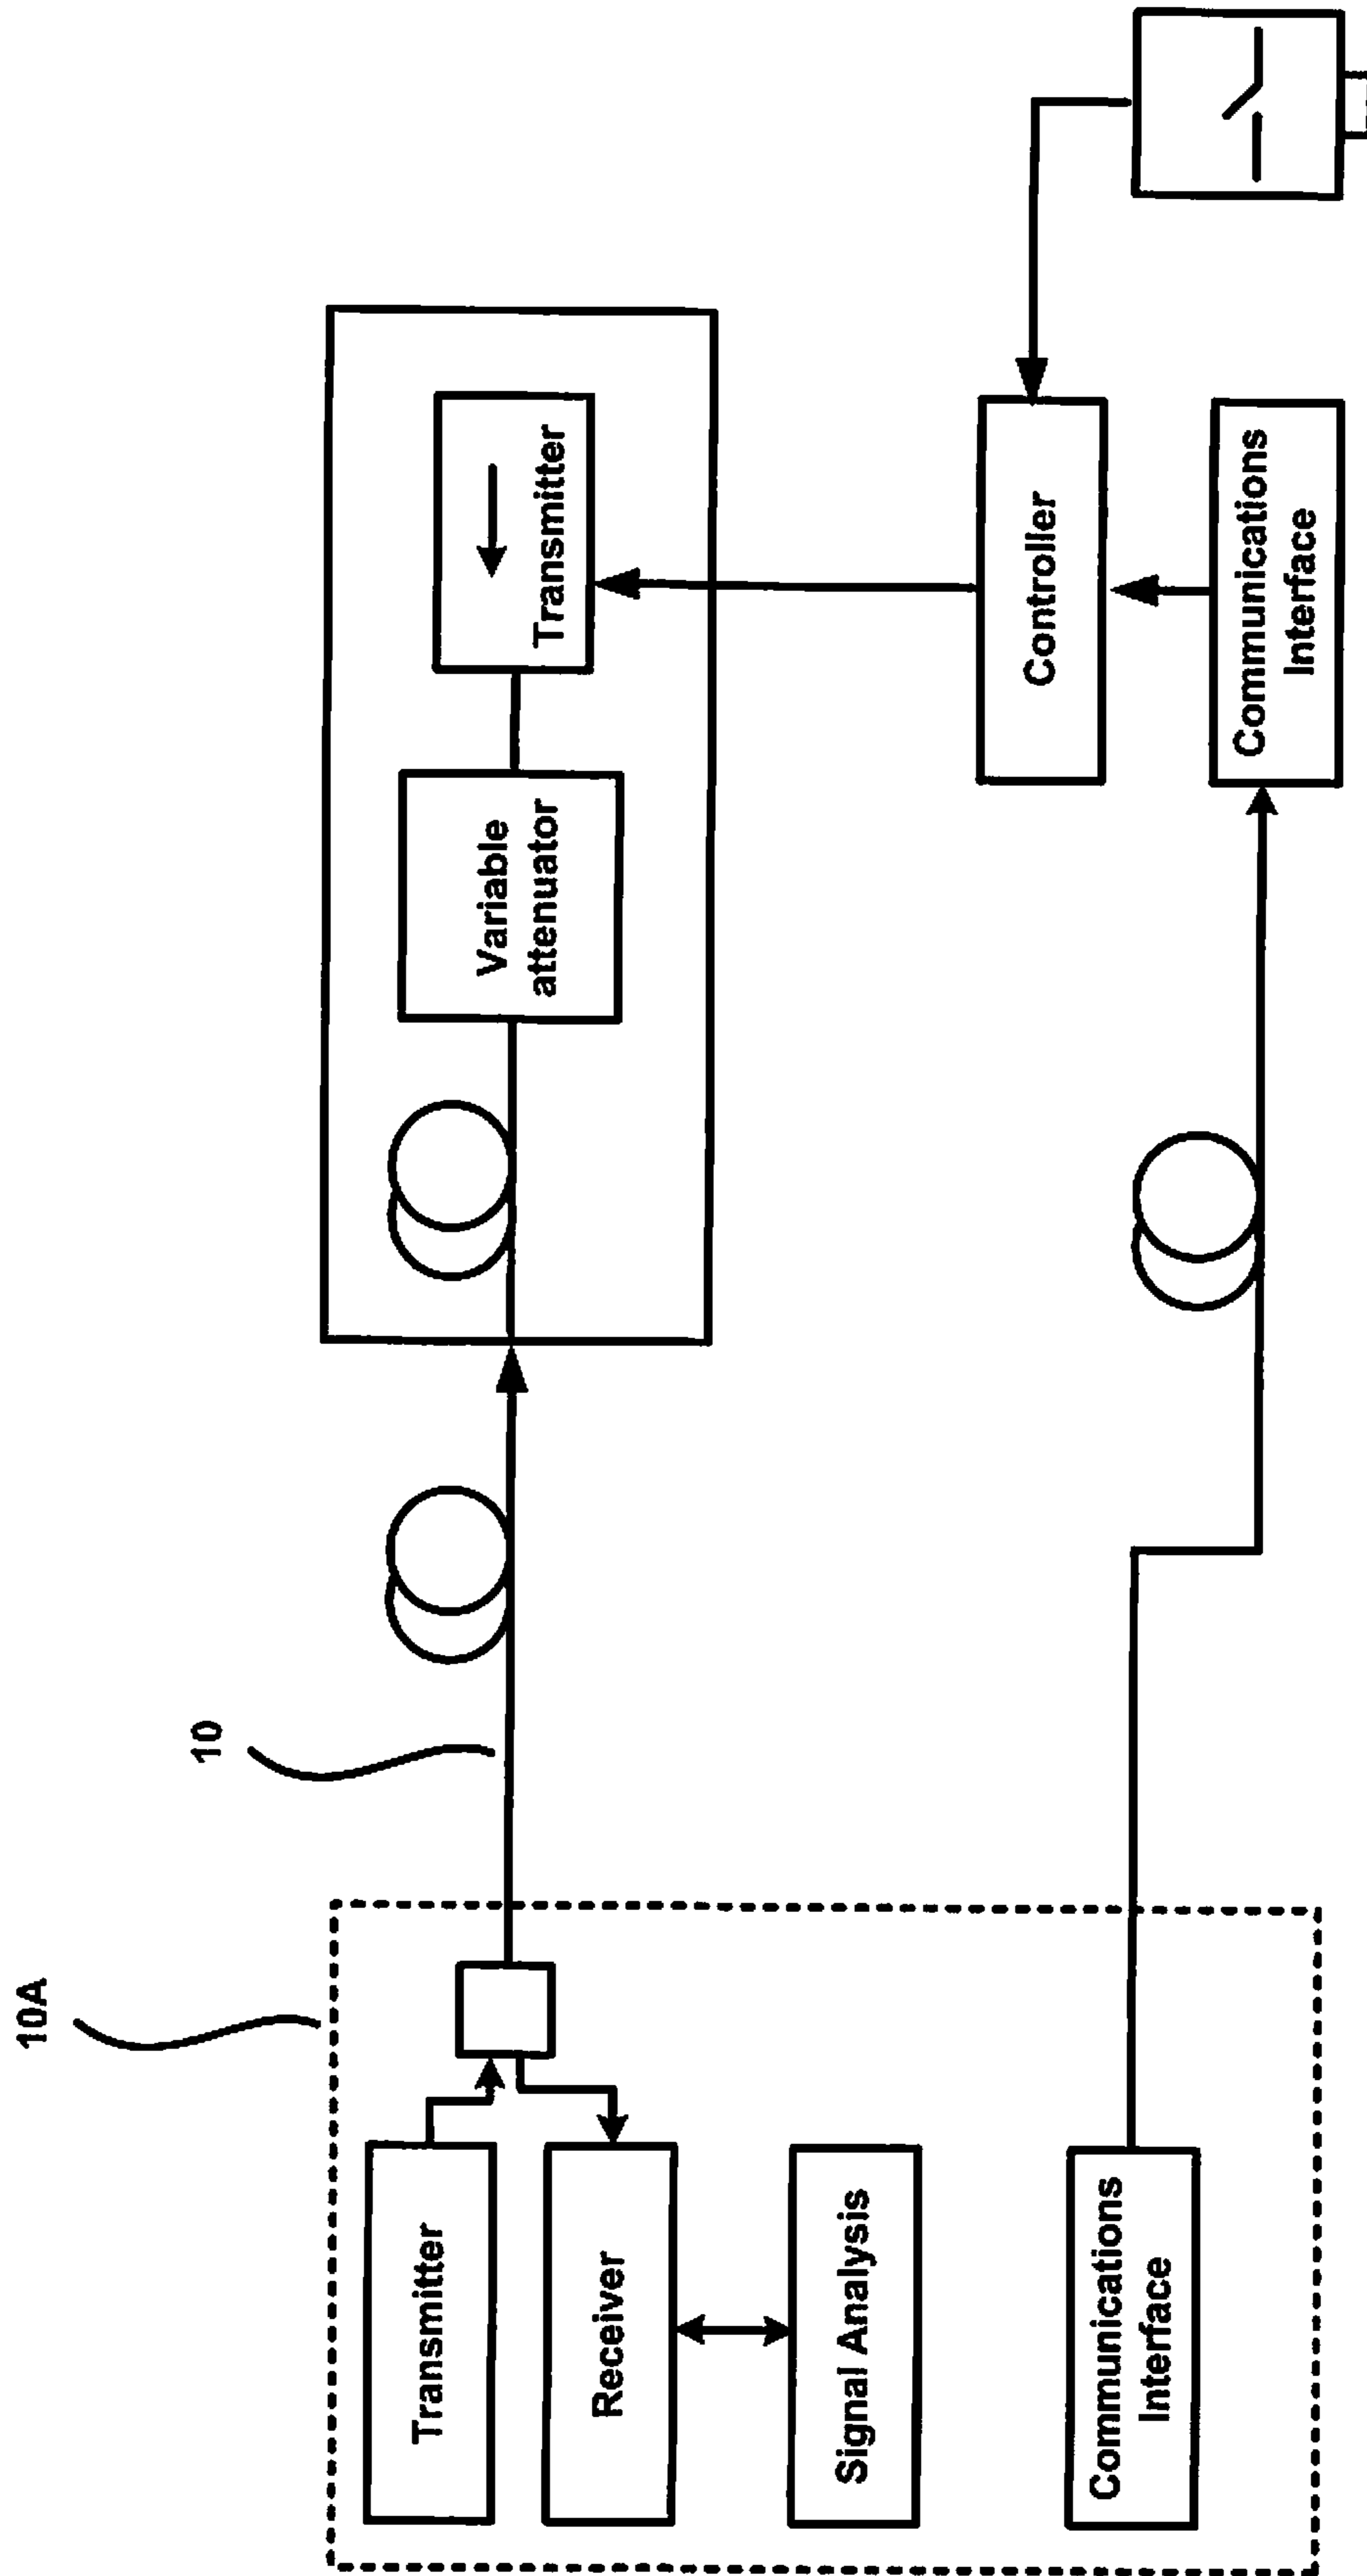 10A
10
Transmitter
Receiver
Signal Analysis
Communications
Interface
Variable
attenuator
Transmitter
Controller
Communications
Interface